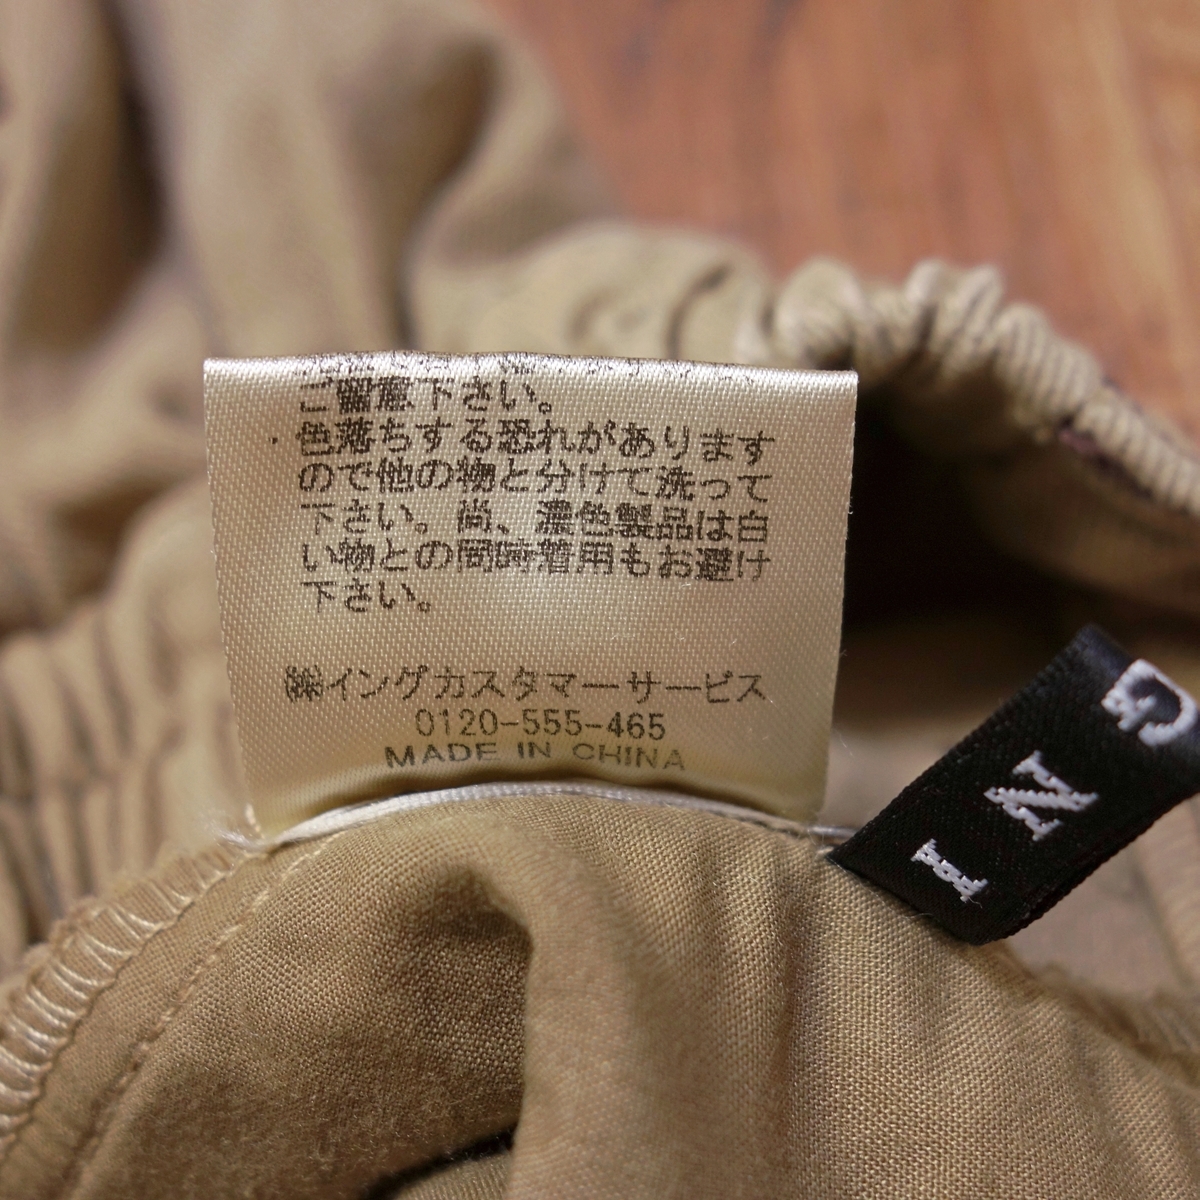 ご留意下さい。
色落ちする恐れがあります
ので他の物と分けて洗って
下さい。尚、濃色製品は白
い物との同時着用もお避け
下さい。
㈱イングカスタマーサービス
0120-555-465
MADE IN CHINA
ING